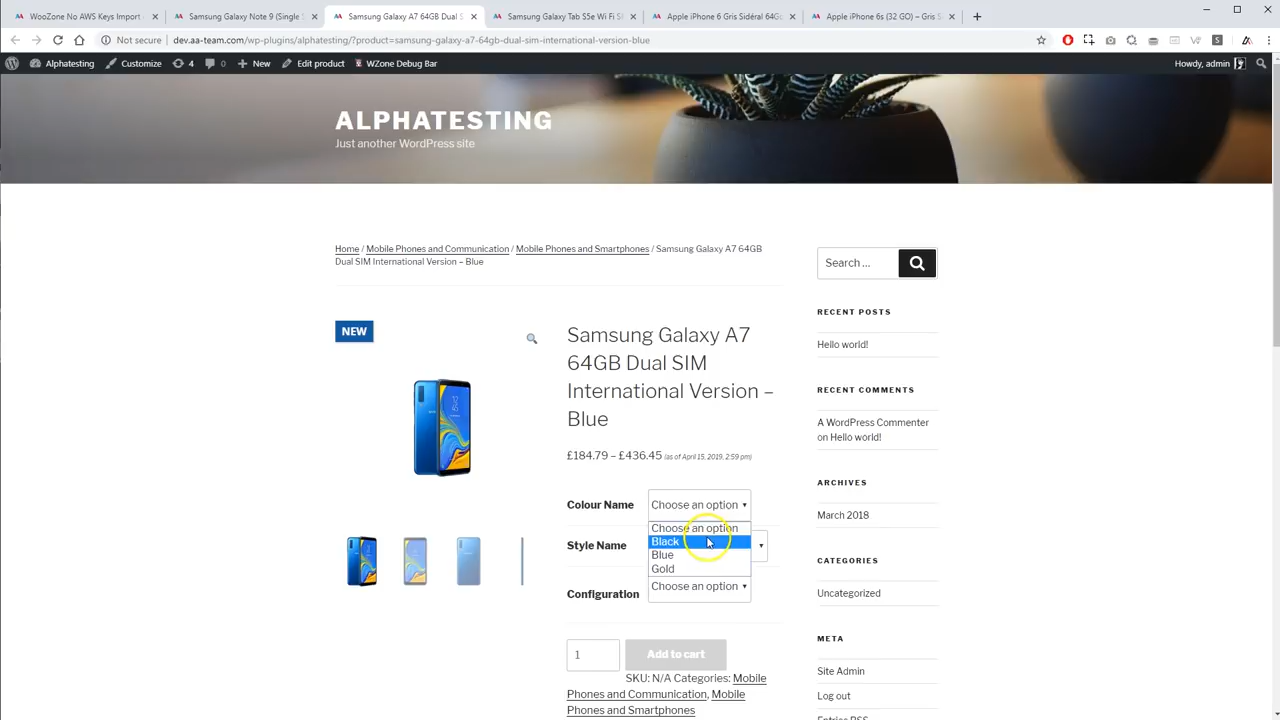 WooZone No AWS Keys Import
Samsung Galaxy Note 9 (Single S
Samsung Galaxy A7 64GB Dual S
Samsung Galaxy Tab S5e Wi Fi S
Apple iPhone 6 Gris Sidéral 64G
Apple iPhone 6s (32 GO) – Gris S
Not secure
dev.aa-team.com/wp-plugins/alphatesting/?product=samsung-galaxy-a7-64gb-dual-sim-international-version-blue
Alphatesting
Customize
4
0
New
Edit product
WZone Debug Bar
Howdy, admin
ALPHATESTING
Just another WordPress site
Home / Mobile Phones and Communication / Mobile Phones and Smartphones / Samsung Galaxy A7 64GB
Dual SIM International Version – Blue
NEW
Samsung Galaxy A7
64GB Dual SIM
International Version –
Blue
£184.79 – £436.45 (as of April 15, 2019, 2:59 pm)
Colour Name
Choose an option
Choose an option
Black
Blue
Gold
Style Name
Configuration
Choose an option
1
Add to cart
SKU: N/A Categories: Mobile
Phones and Communication, Mobile
Phones and Smartphones
Search …
RECENT POSTS
Hello world!
RECENT COMMENTS
A WordPress Commenter
on Hello world!
ARCHIVES
March 2018
CATEGORIES
Uncategorized
META
Site Admin
Log out
Entries RSS